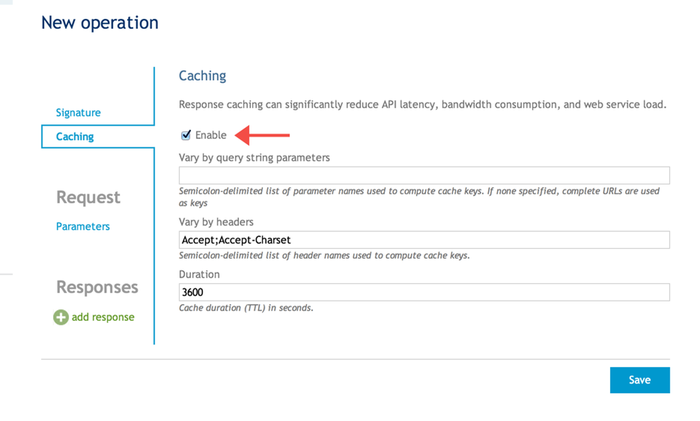 New operation
Signature
Caching
Request
Parameters
Responses
add response
Caching
Response caching can significantly reduce API latency, bandwidth consumption, and web service load.
Enable
Vary by query string parameters
Semicolon-delimited list of parameter names used to compute cache keys. If none specified, complete URLs are used
as keys
Vary by headers
Accept;Accept-Charset
Semicolon-delimited list of header names used to compute cache keys.
Duration
3600
Cache duration (TTL) in seconds.
Save